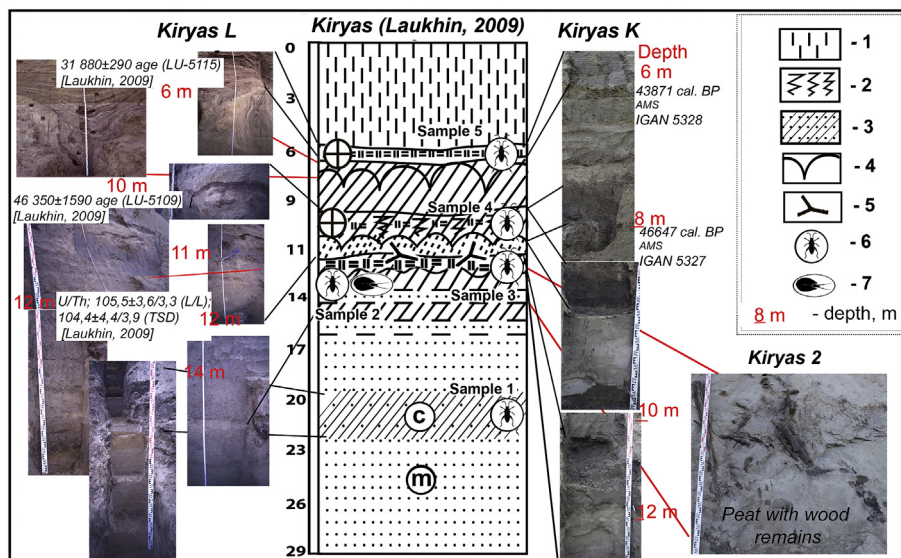 Kiryas L
31 880±290 age (LU-5115)
[Laukhin, 2009]
6 m
10 m
46 350±1590 age (LU-5109)
[Laukhin, 2009]
11 m
12 m
U/Th; 105,5±3,6/3,3 (L/L);
104,4±4,4/3,9 (TSD)
[Laukhin, 2009]
12 m
14 m
Kiryas (Laukhin, 2009)
0
3
6
9
11
14
17
20
23
26
29
Sample 5
Sample 4
Sample 3
Sample 2
Sample 1
c
m
Kiryas K
Depth
6 m
43871 cal. BP
AMS
IGAN 5328
8 m
46647 cal. BP
AMS
IGAN 5327
10 m
12 m
- 1
- 2
- 3
- 4
- 5
- 6
- 7
8 m - depth, m
Kiryas 2
Peat with wood
remains